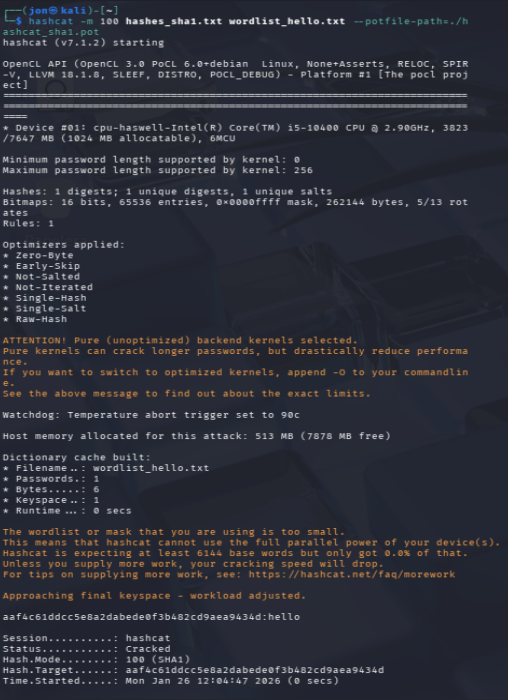 ┌──(jon㉿kali)-[~]
└─$ hashcat -m 100 hashes_sha1.txt wordlist_hello.txt --potfile-path=./h
ashcat_sha1.pot
hashcat (v7.1.2) starting
OpenCL API (OpenCL 3.0 PoCL 6.0+debian  Linux, None+Asserts, RELOC, SPIR
-V, LLVM 18.1.8, SLEEF, DISTRO, POCL_DEBUG) - Platform #1 [The pocl proj
ect]
========================================================================
========================================================================
====
* Device #01: cpu-haswell-Intel(R) Core(TM) i5-10400 CPU @ 2.90GHz, 3823
/7647 MB (1024 MB allocatable), 6MCU
Minimum password length supported by kernel: 0
Maximum password length supported by kernel: 256
Hashes: 1 digests; 1 unique digests, 1 unique salts
Bitmaps: 16 bits, 65536 entries, 0x0000ffff mask, 262144 bytes, 5/13 rot
ates
Rules: 1
Optimizers applied:
* Zero-Byte
* Early-Skip
* Not-Salted
* Not-Iterated
* Single-Hash
* Single-Salt
* Raw-Hash
ATTENTION! Pure (unoptimized) backend kernels selected.
Pure kernels can crack longer passwords, but drastically reduce performa
nce.
If you want to switch to optimized kernels, append -O to your commandlin
e.
See the above message to find out about the exact limits.
Watchdog: Temperature abort trigger set to 90c
Host memory allocated for this attack: 513 MB (7878 MB free)
Dictionary cache built:
* Filename..: wordlist_hello.txt
* Passwords.: 1
* Bytes.....: 6
* Keyspace..: 1
* Runtime...: 0 secs
The wordlist or mask that you are using is too small.
This means that hashcat cannot use the full parallel power of your device(s).
Hashcat is expecting at least 6144 base words but only got 0.0% of that.
Unless you supply more work, your cracking speed will drop.
For tips on supplying more work, see: https://hashcat.net/faq/morework
Approaching final keyspace - workload adjusted.
aaf4c61ddcc5e8a2dabede0f3b482cd9aea9434d:hello
Session..........: hashcat
Status...........: Cracked
Hash.Mode........: 100 (SHA1)
Hash.Target......: aaf4c61ddcc5e8a2dabede0f3b482cd9aea9434d
Time.Started.....: Mon Jan 26 12:04:47 2026 (0 secs)